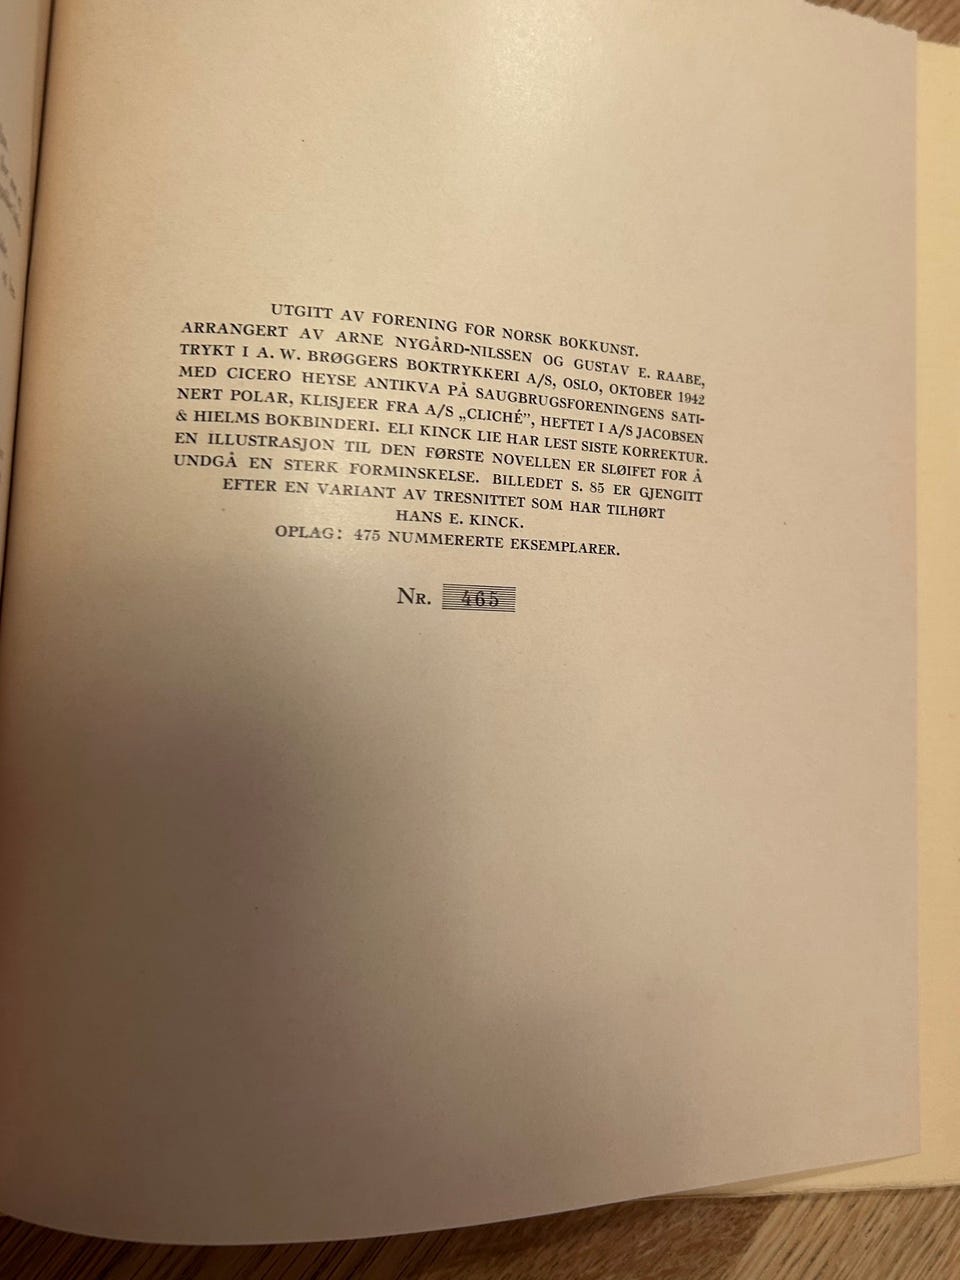 UTGITT AV FORENING FOR NORSK BOKKUNST.
ARRANGERT AV ARNE NYGÅRD-NILSSEN OG GUSTAV E. RAABE,
TRYKT I A. W. BRØGGERS BOKTRYKKERI A/S, OSLO, OKTOBER 1942
MED CICERO HEYSE ANTIKVA PÅ SAUGBRUGSFORENINGENS SATI-
NERT POLAR, KLISJEER FRA A/S „CLICHÉ”, HEFTET I A/S JACOBSEN
& HIELMS BOKBINDERI. ELI KINCK LIE HAR LEST SISTE KORREKTUR.
EN ILLUSTRASJON TIL DEN FØRSTE NOVELLEN ER SLØIFET FOR Å
UNDGÅ EN STERK FORMINSKELSE. BILLEDET S. 85 ER GJENGITT
EFTER EN VARIANT AV TRESNITTET SOM HAR TILHØRT
HANS E. KINCK.
OPLAG: 475 NUMMERERTE EKSEMPLARER.
NR. 465